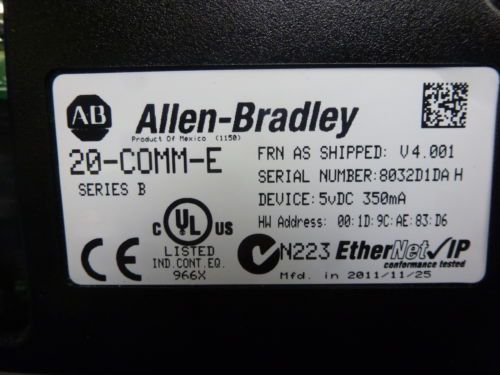 AB Allen-Bradley
Product Of Mexico (1150)
20-COMM-E
SERIES B
FRN AS SHIPPED: V4.001
SERIAL NUMBER:8032D1DA H
DEVICE:5vDC 350mA
HW Address: 00:1D:9C:AE:83:D6
C UL US
LISTED
IND.CONT.EQ.
966X
CE
N223 EtherNet/IP
conformance tested
Mfd. in 2011/11/25